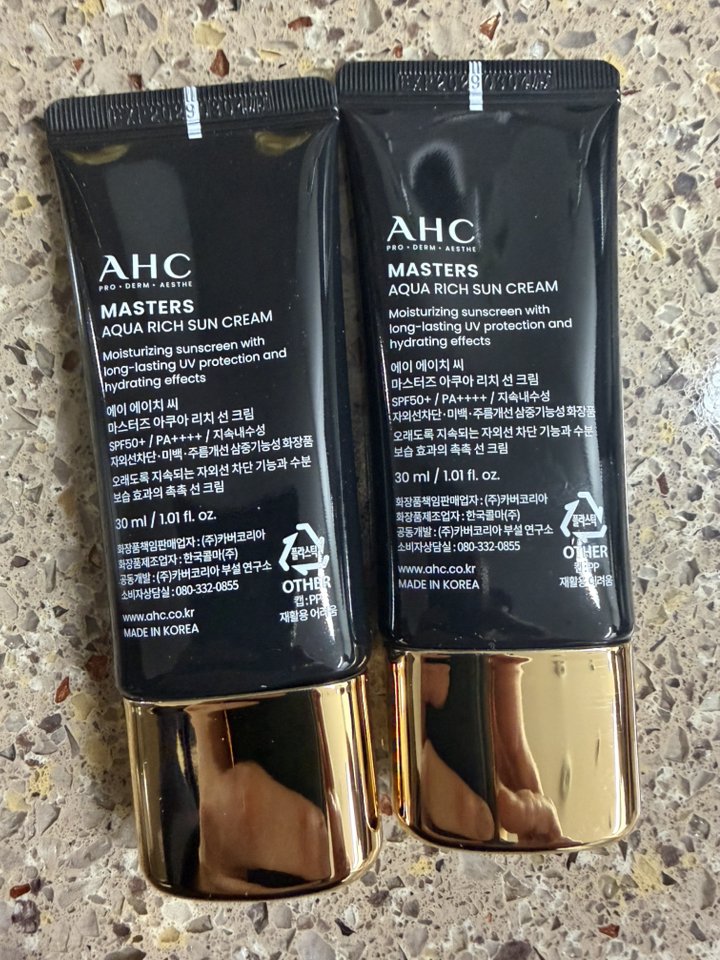 AHC
PRO • DERM • AESTHE
MASTERS
AQUA RICH SUN CREAM
Moisturizing sunscreen with
long-lasting UV protection and
hydrating effects
에이 에이치 씨
마스터즈 아쿠아 리치 선 크림
SPF50+ / PA++++ / 지속내수성
자외선차단·미백·주름개선 삼중기능성 화장품
오래도록 지속되는 자외선 차단 기능과 수분
보습 효과의 촉촉 선 크림
30 ml / 1.01 fl. oz.
화장품책임판매업자 : (주)카버코리아
화장품제조업자 : 한국콜마(주)
공동개발 : (주)카버코리아 부설 연구소
소비자상담실 : 080-332-0855
www.ahc.co.kr
MADE IN KOREA
플라스틱
OTHER
캡:PP
재활용 어려움
AHC
PRO • DERM • AESTHE
MASTERS
AQUA RICH SUN CREAM
Moisturizing sunscreen with
long-lasting UV protection and
hydrating effects
에이 에이치 씨
마스터즈 아쿠아 리치 선 크림
SPF50+ / PA++++ / 지속내수성
자외선차단·미백·주름개선 삼중기능성 화장품
오래도록 지속되는 자외선 차단 기능과 수분
보습 효과의 촉촉 선 크림
30 ml / 1.01 fl. oz.
화장품책임판매업자 : (주)카버코리아
화장품제조업자 : 한국콜마(주)
공동개발 : (주)카버코리아 부설 연구소
소비자상담실 : 080-332-0855
www.ahc.co.kr
MADE IN KOREA
플라스틱
OTHER
재활용 어려움